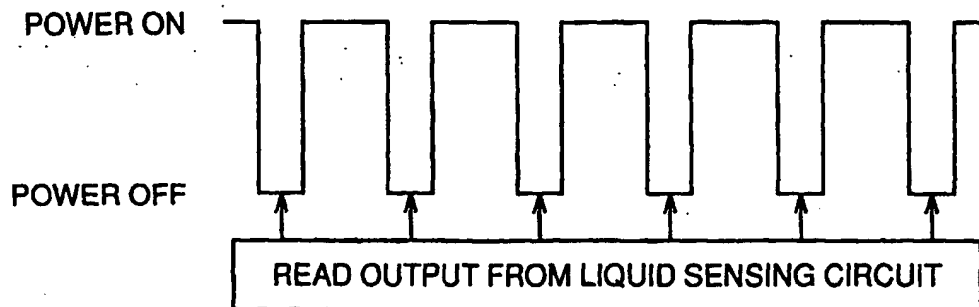 POWER ON
POWER OFF
READ OUTPUT FROM LIQUID SENSING CIRCUIT